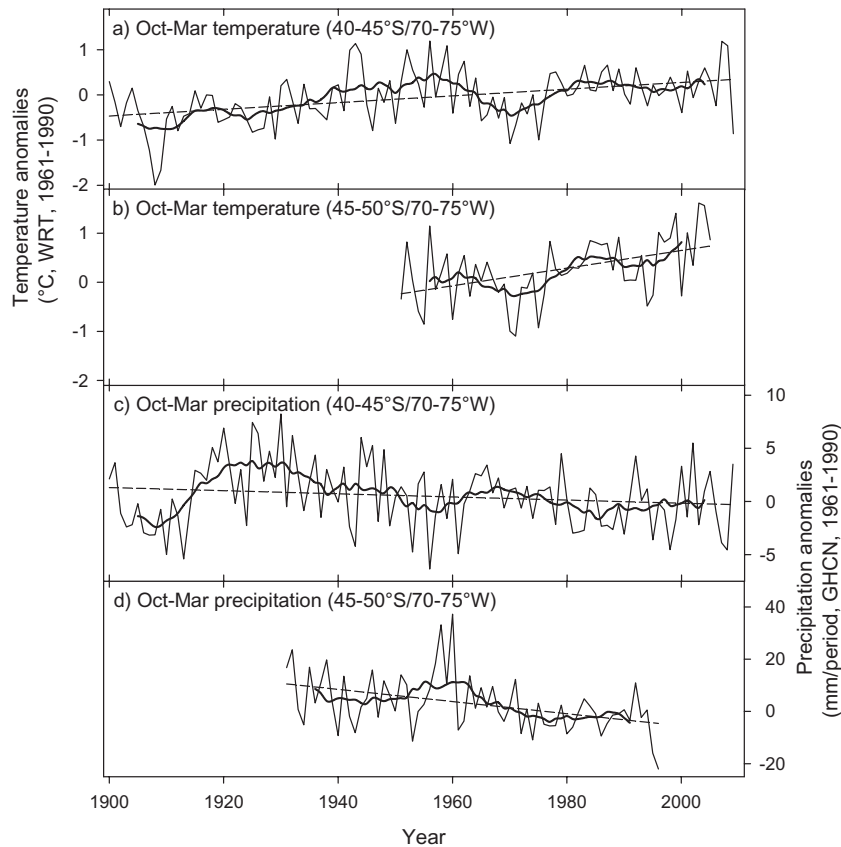 a) Oct-Mar temperature (40-45°S/70-75°W)
1
0
-1
-2
b) Oct-Mar temperature (45-50°S/70-75°W)
1
0
-1
-2
Temperature anomalies
(°C, WRT, 1961-1990)
c) Oct-Mar precipitation (40-45°S/70-75°W)
10
5
0
-5
d) Oct-Mar precipitation (45-50°S/70-75°W)
40
20
0
-20
Precipitation anomalies
(mm/period, GHCN, 1961-1990)
1900 1920 1940 1960 1980 2000
Year